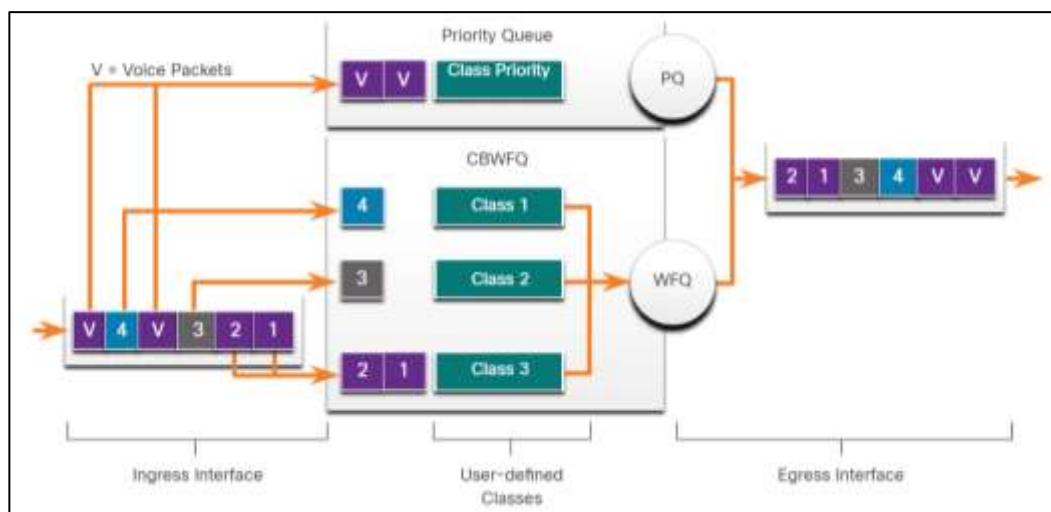 Priority Queue
V = Voice Packets
V V Class Priority PQ
CBWFQ
2 1 3 4 V V
4 Class 1
3 Class 2 WFQ
V 4 V 3 2 1
2 1 Class 3
Ingress Interface
User-defined
Classes
Egress Interface